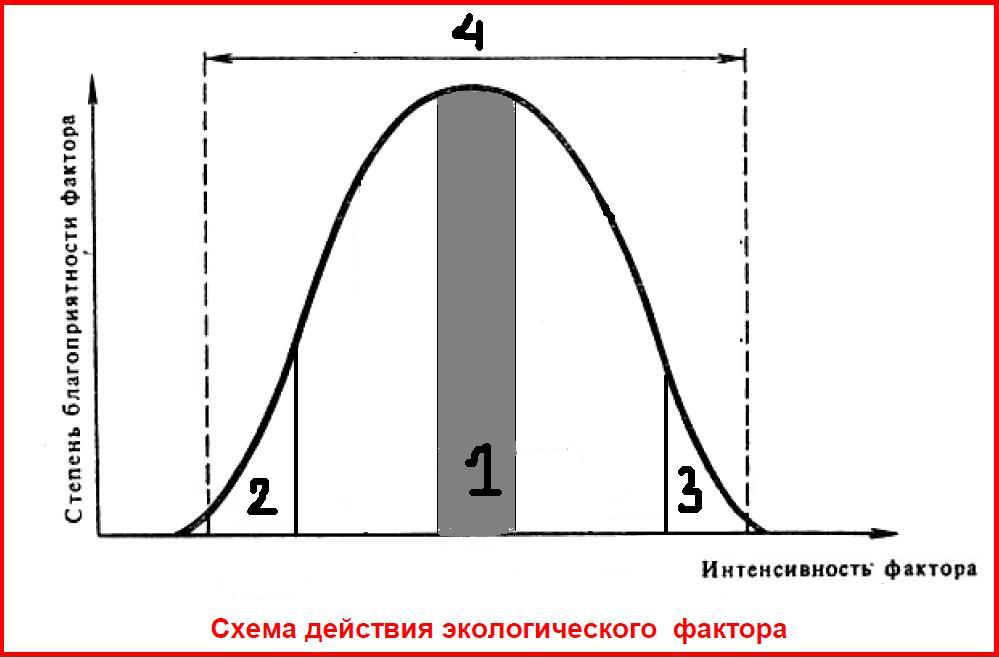 4
Степень благоприятности фактора
1
2
3
Интенсивность фактора
Схема действия экологического фактора